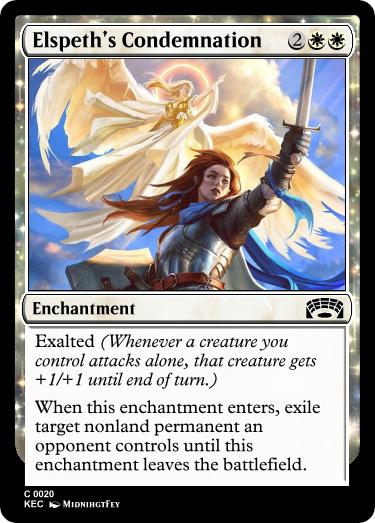 Elspeth's Condemnation 2
Enchantment
Exalted (Whenever a creature you
control attacks alone, that creature gets
+1/+1 until end of turn.)
When this enchantment enters, exile
target nonland permanent an
opponent controls until this
enchantment leaves the battlefield.
C 0020
KEC MidnihgtFey